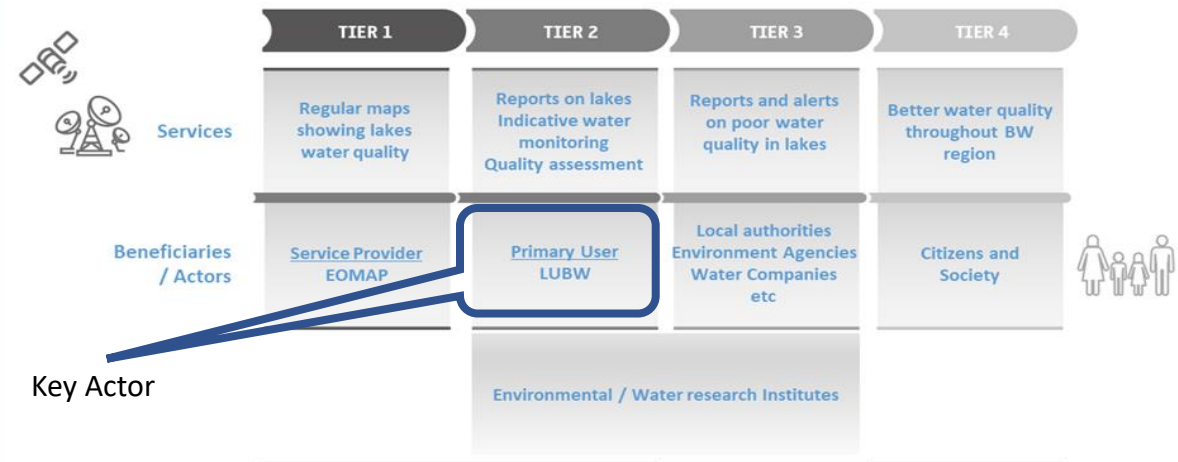 TIER 1
TIER 2
TIER 3
TIER 4
Services
Regular maps
showing lakes
water quality
Reports on lakes
Indicative water
monitoring
Quality assessment
Reports and alerts
on poor water
quality in lakes
Better water quality
throughout BW
region
Beneficiaries
/ Actors
Service Provider
EOMAP
Primary User
LUBW
Local authorities
Environment Agencies
Water Companies
etc
Citizens and
Society
Key Actor
Environmental / Water research Institutes